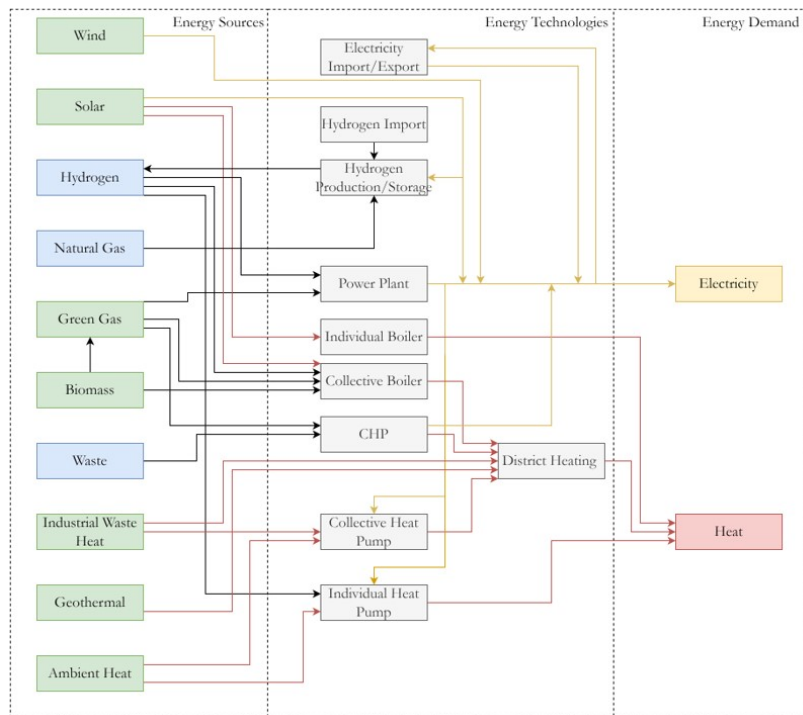 Energy Sources
Energy Technologies
Energy Demand
Wind
Solar
Hydrogen
Natural Gas
Green Gas
Biomass
Waste
Industrial Waste
Heat
Geothermal
Ambient Heat
Electricity
Import/Export
Hydrogen Import
Hydrogen
Production/Storage
Power Plant
Individual Boiler
Collective Boiler
CHP
District Heating
Collective Heat
Pump
Individual Heat
Pump
Electricity
Heat